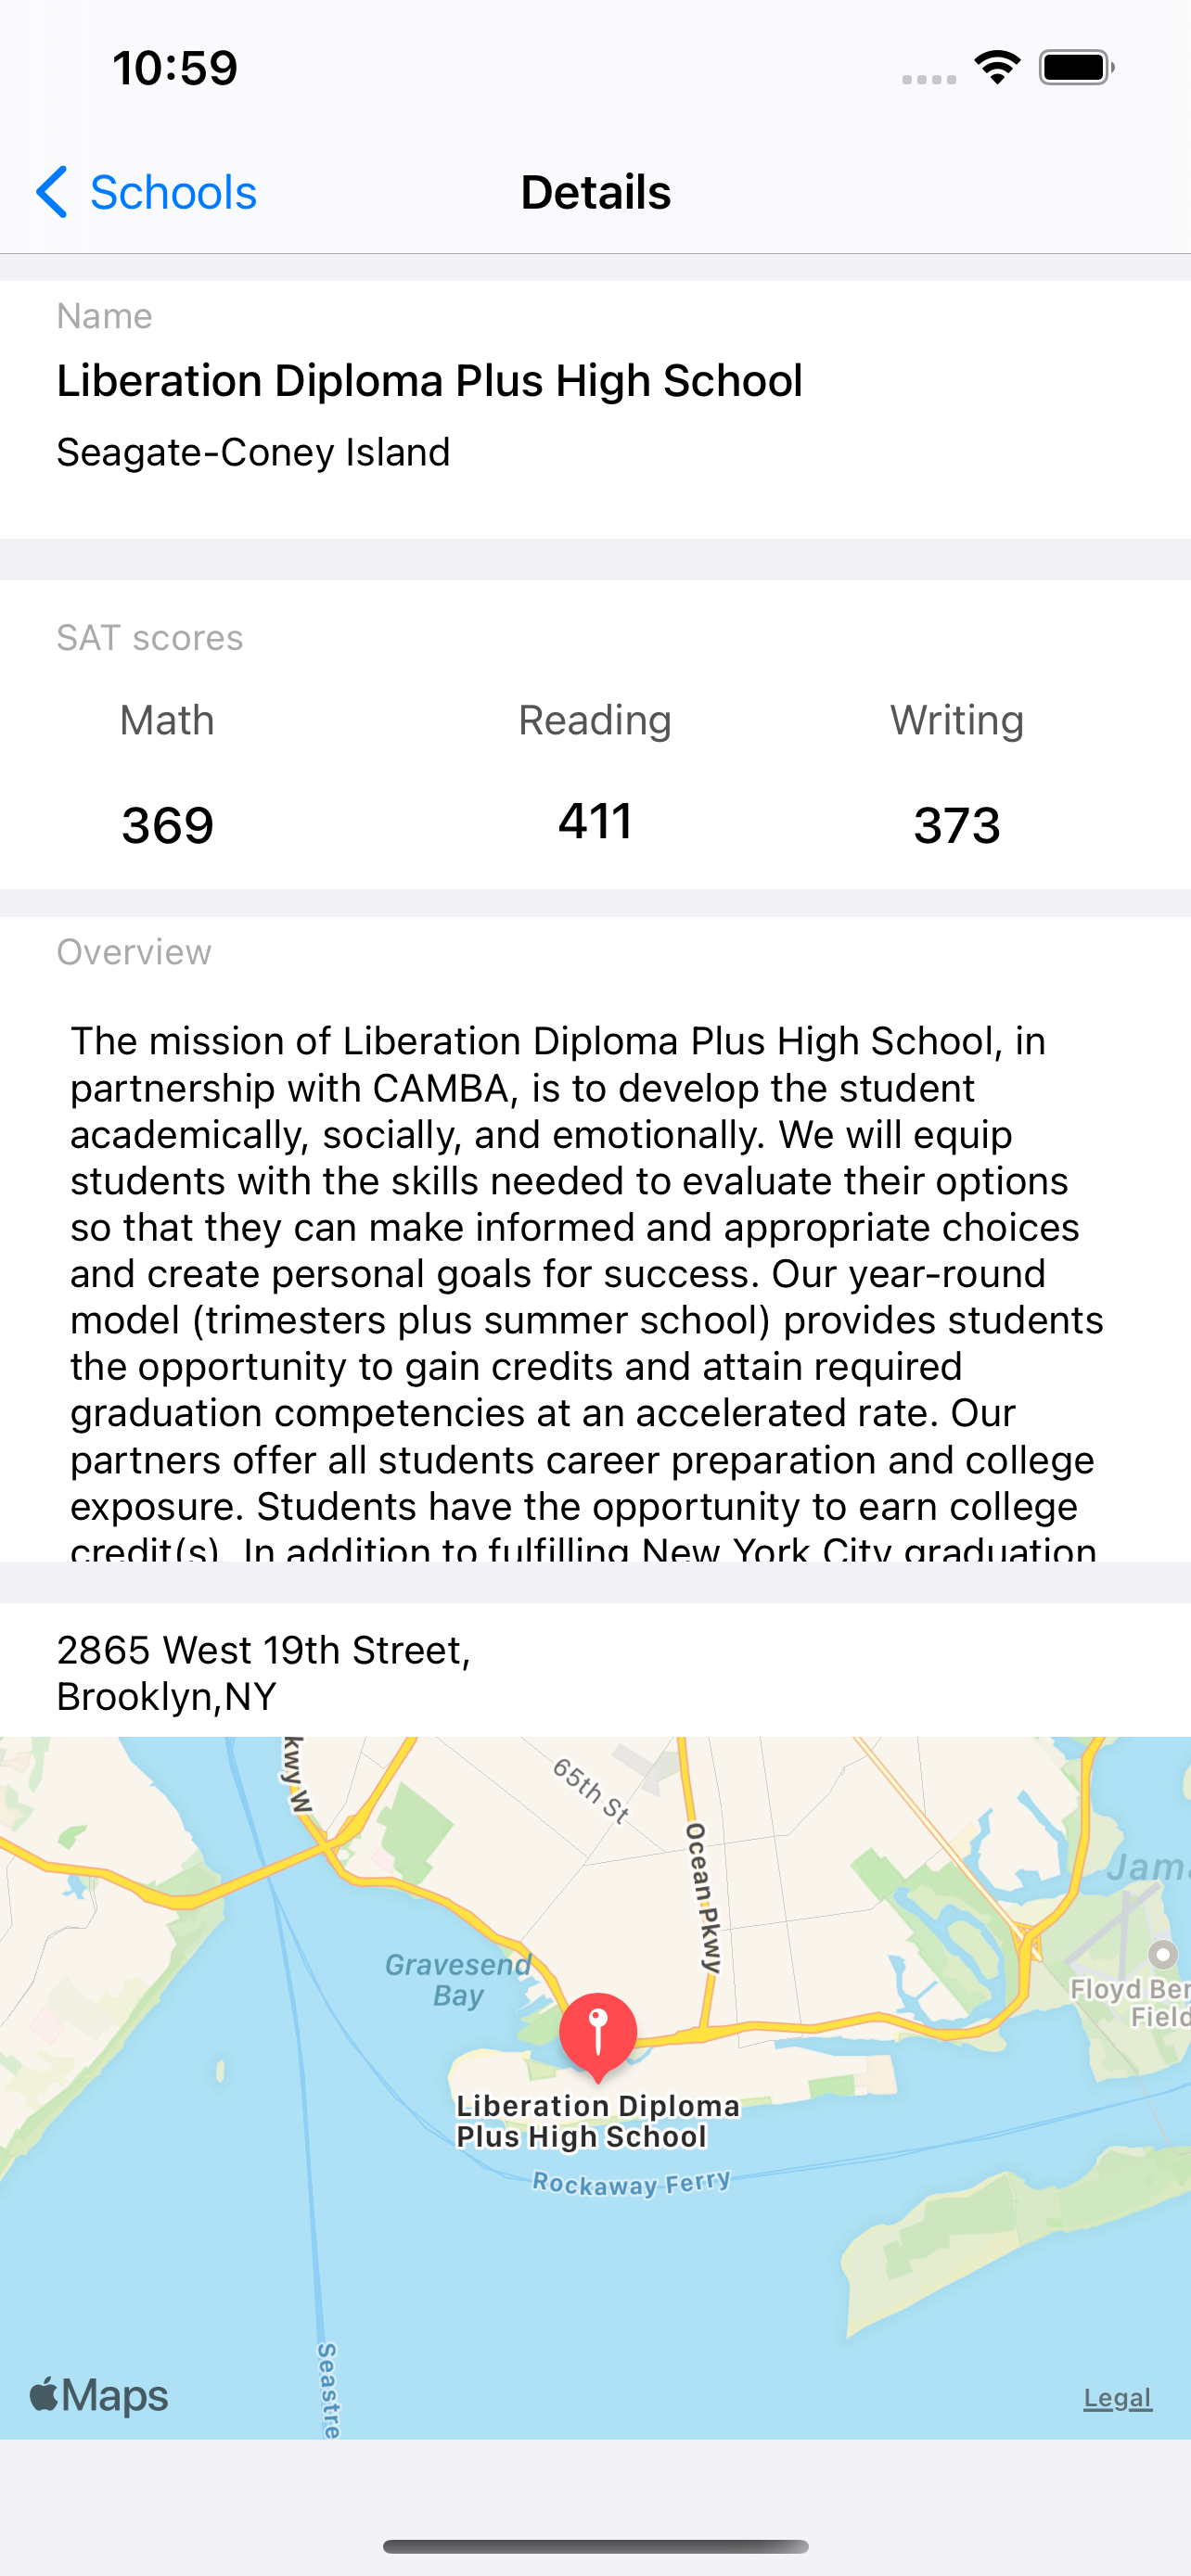 10:59
Schools
Details
Name
Liberation Diploma Plus High School
Seagate-Coney Island
SAT scores
Math Reading Writing
369 411 373
Overview
The mission of Liberation Diploma Plus High School, in
partnership with CAMBA, is to develop the student
academically, socially, and emotionally. We will equip
students with the skills needed to evaluate their options
so that they can make informed and appropriate choices
and create personal goals for success. Our year-round
model (trimesters plus summer school) provides students
the opportunity to gain credits and attain required
graduation competencies at an accelerated rate. Our
partners offer all students career preparation and college
exposure. Students have the opportunity to earn college
credit(s). In addition to fulfilling New York City graduation
2865 West 19th Street,
Brooklyn,NY
kwy W
65th St
Ocean Pkwy
Jam
Gravesend
Bay
Floyd Ber
Field
Liberation Diploma
Plus High School
Rockaway Ferry
Seastre
Maps
Legal